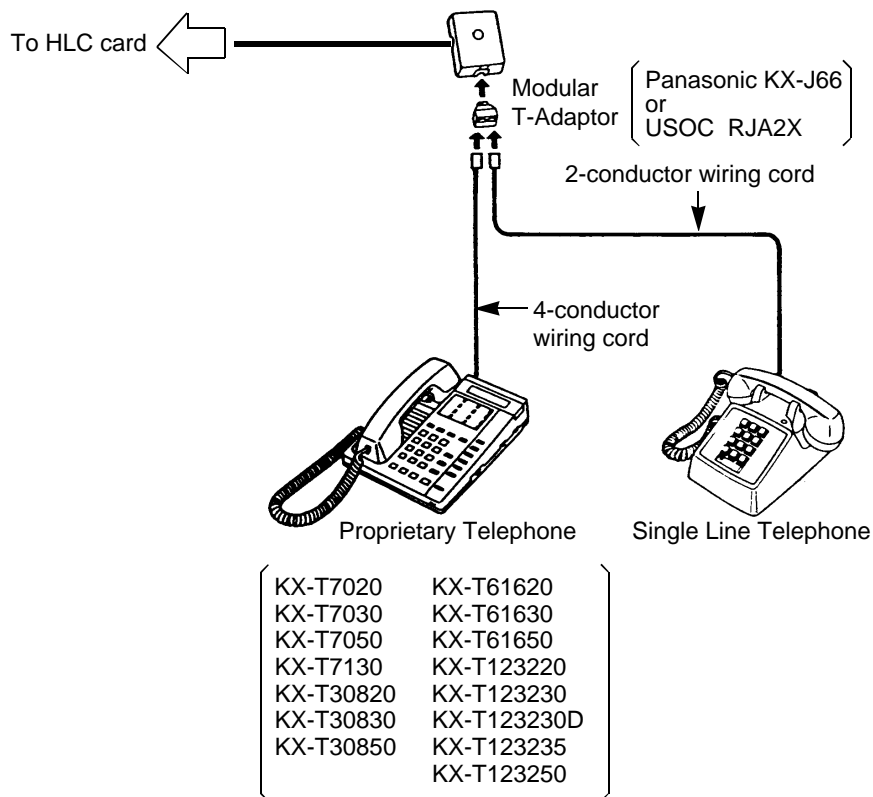 To HLC card
Modular
T-Adaptor
Panasonic KX-J66
or
USOC RJA2X
2-conductor wiring cord
4-conductor
wiring cord
Proprietary Telephone
Single Line Telephone
KX-T7020 KX-T61620
KX-T7030 KX-T61630
KX-T7050 KX-T61650
KX-T7130 KX-T123220
KX-T30820 KX-T123230
KX-T30830 KX-T123230D
KX-T30850 KX-T123235
KX-T123250